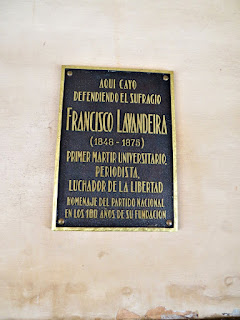 AQUI CAYO
DEFENDIENDO EL SUFRAGIO
FRANCISCO LAVANDEIRA
(1848-1875)
PRIMER MARTIR UNIVERSITARIO,
PERIODISTA,
LUCHADOR DE LA LIBERTAD
HOMENAJE DEL PARTIDO NACIONAL
EN LOS 160 AÑOS DE SU FUNDACION